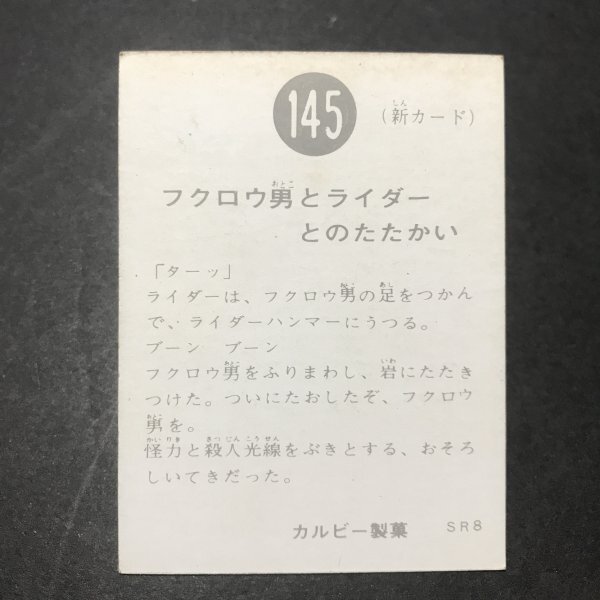 145
(新カード)
フクロウ男とライダー
とのたたかい
「ターッ」
ライダーは、フクロウ男の足をつかん
で、ライダーハンマーにうつる。
ブーン ブーン
フクロウ男をふりまわし、岩にたたき
つけた。ついにたおしたぞ、フクロウ
男を。
怪力と殺人光線をぶきとする、おそろ
しいてきだった。
カルビー製菓 SR8